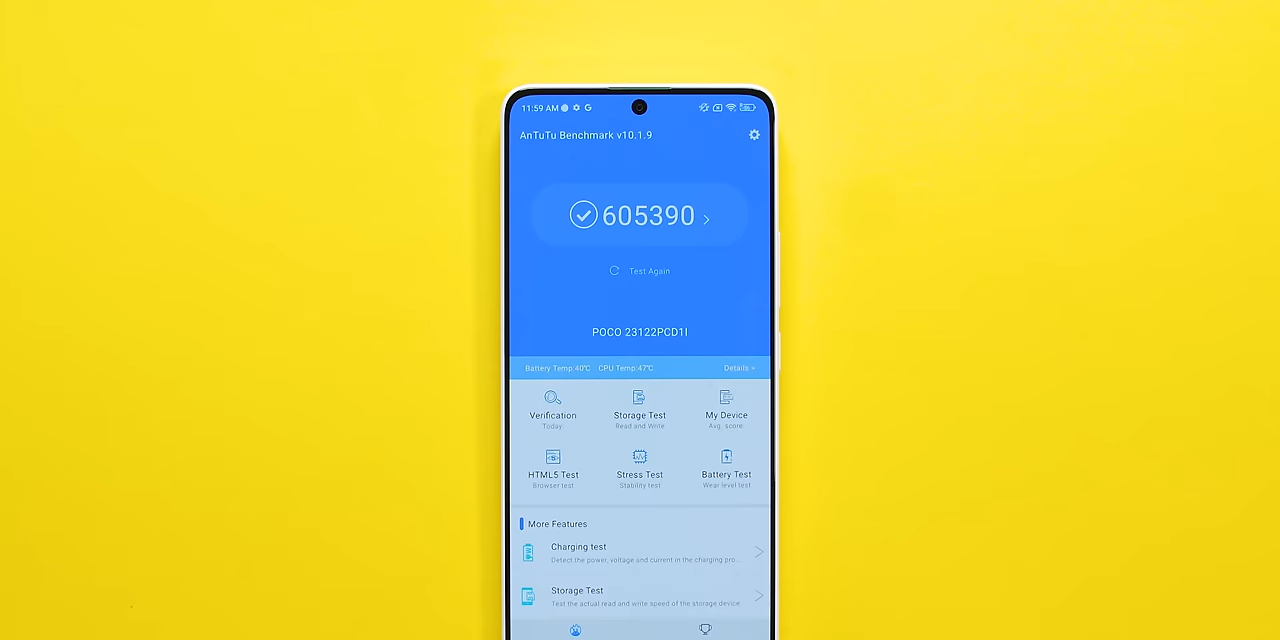 11:59 AM
AnTuTu Benchmark v10.1.9
605390
Test Again
POCO 23122PCD1I
Battery Temp:40℃ CPU Temp:47℃ Details »
Verification Storage Test My Device
Today Read and Write Avg. score
HTML5 Test Stress Test Battery Test
Browser test Stability test Wear level test
More Features
Charging test
Detect the power, voltage and current in the charging pro...
Storage Test
Test the actual read and write speed of the storage device